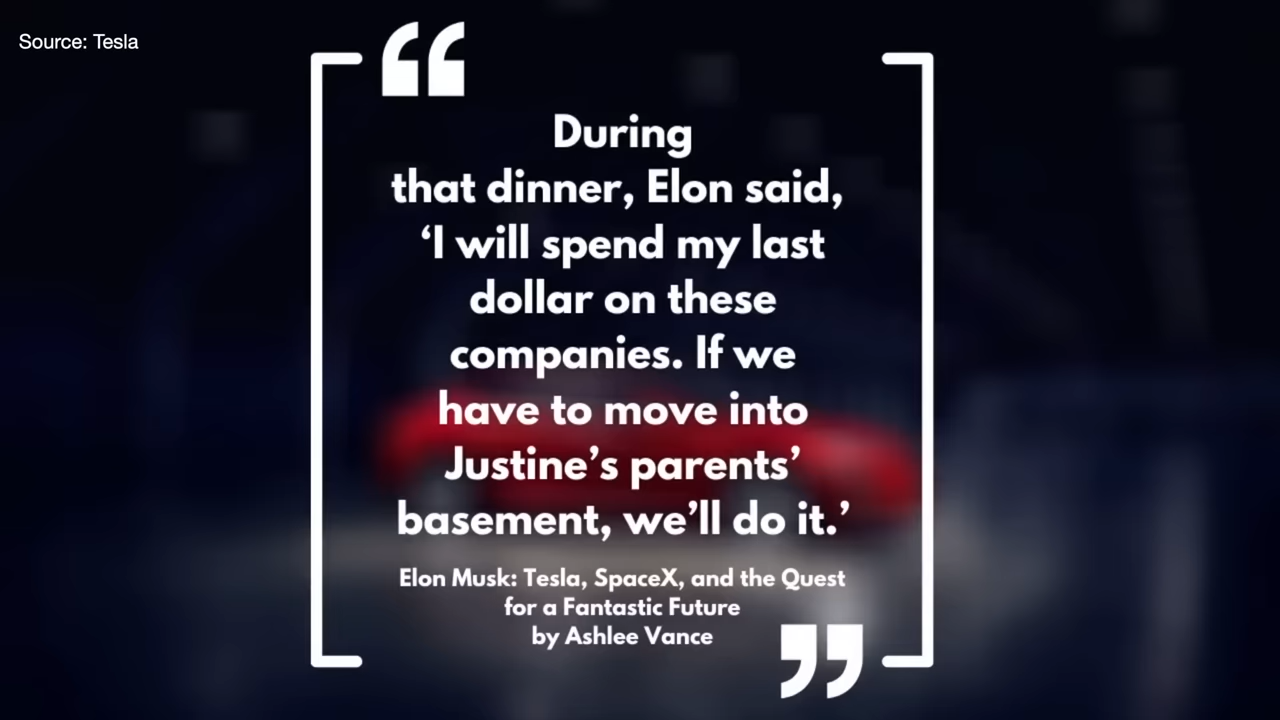 Source: Tesla
“
During
that dinner, Elon said,
‘I will spend my last
dollar on these
companies. If we
have to move into
Justine’s parents’
basement, we’ll do it.’
Elon Musk: Tesla, SpaceX, and the Quest
for a Fantastic Future
by Ashlee Vance
”